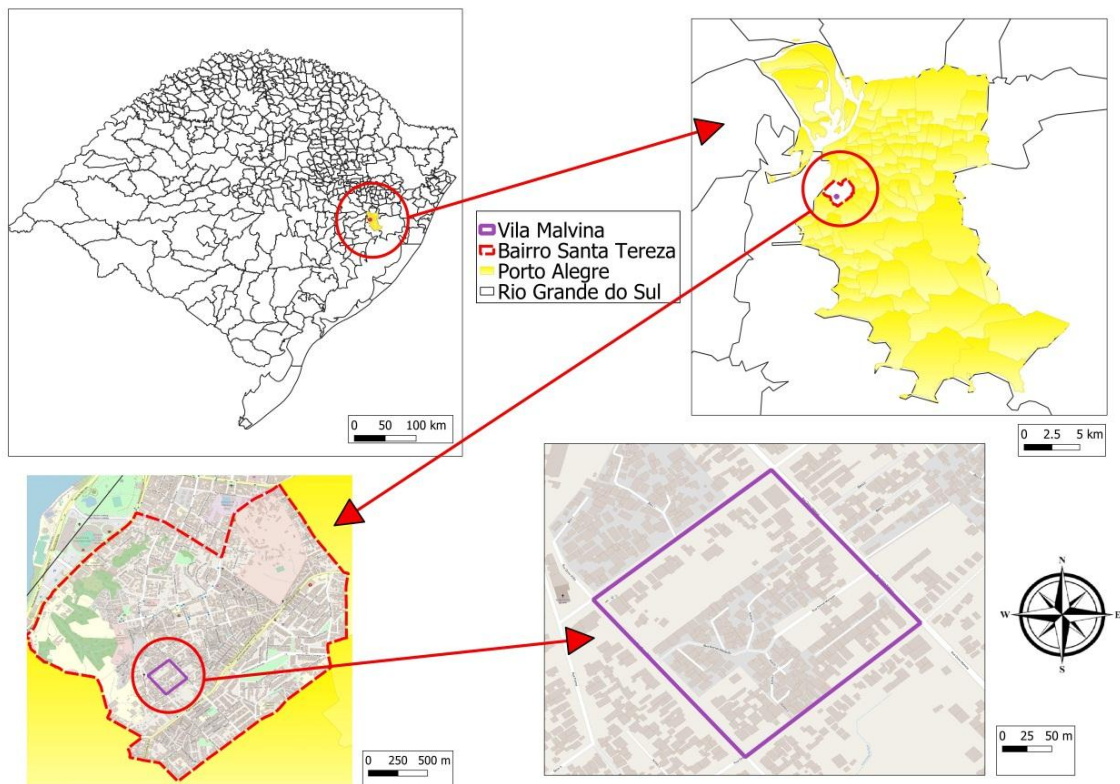 0 50 100 km
Vila Malvina
Bairro Santa Tereza
Porto Alegre
Rio Grande do Sul
0 2.5 5 km
0 250 500 m
N
W E
S
0 25 50 m